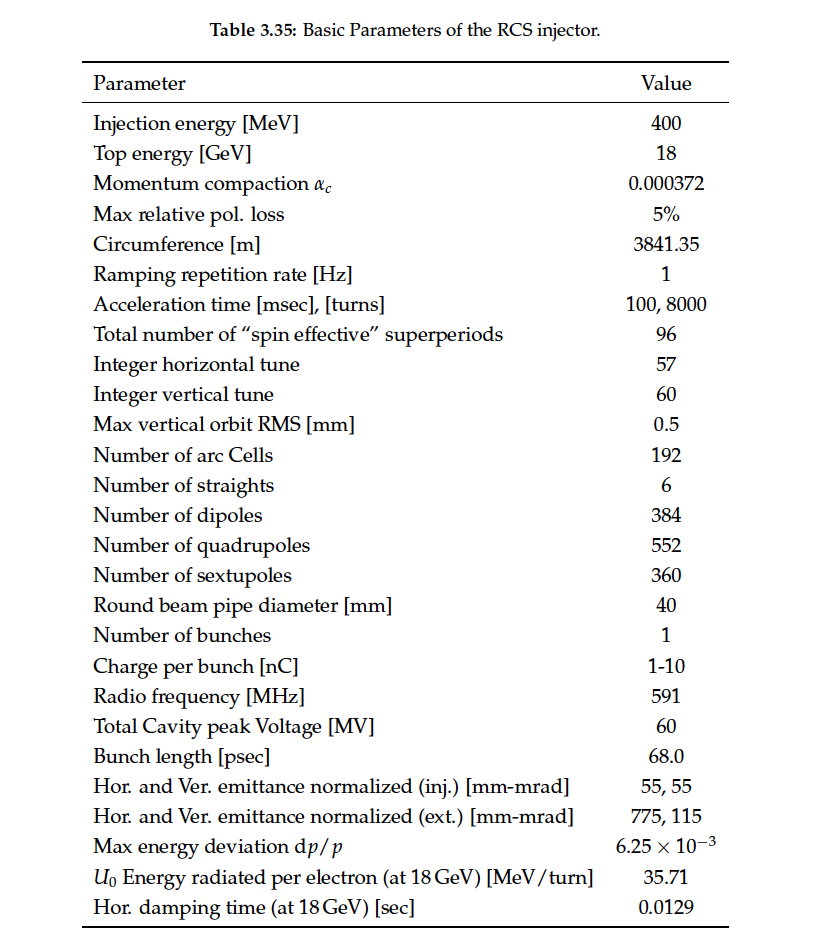 Table 3.35: Basic Parameters of the RCS injector.
Parameter Value
Injection energy [MeV] 400
Top energy [GeV] 18
Momentum compaction α_c 0.000372
Max relative pol. loss 5%
Circumference [m] 3841.35
Ramping repetition rate [Hz] 1
Acceleration time [msec], [turns] 100, 8000
Total number of “spin effective” superperiods 96
Integer horizontal tune 57
Integer vertical tune 60
Max vertical orbit RMS [mm] 0.5
Number of arc Cells 192
Number of straights 6
Number of dipoles 384
Number of quadrupoles 552
Number of sextupoles 360
Round beam pipe diameter [mm] 40
Number of bunches 1
Charge per bunch [nC] 1-10
Radio frequency [MHz] 591
Total Cavity peak Voltage [MV] 60
Bunch length [psec] 68.0
Hor. and Ver. emittance normalized (inj.) [mm-mrad] 55, 55
Hor. and Ver. emittance normalized (ext.) [mm-mrad] 775, 115
Max energy deviation dp/p 6.25 × 10⁻³
U₀ Energy radiated per electron (at 18 GeV) [MeV/turn] 35.71
Hor. damping time (at 18 GeV) [sec] 0.0129